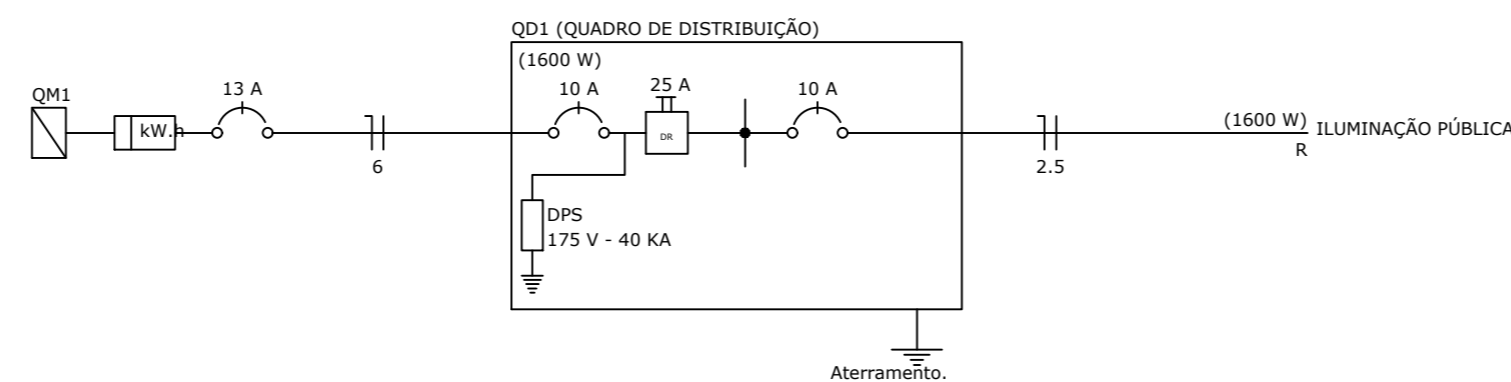 QD1 (QUADRO DE DISTRIBUIÇÃO)
(1600 W)
QM1
kW.h
13 A
6
10 A
25 A
DR
10 A
2.5
(1600 W)
R
ILUMINAÇÃO PÚBLICA
DPS
175 V - 40 KA
Aterramento.